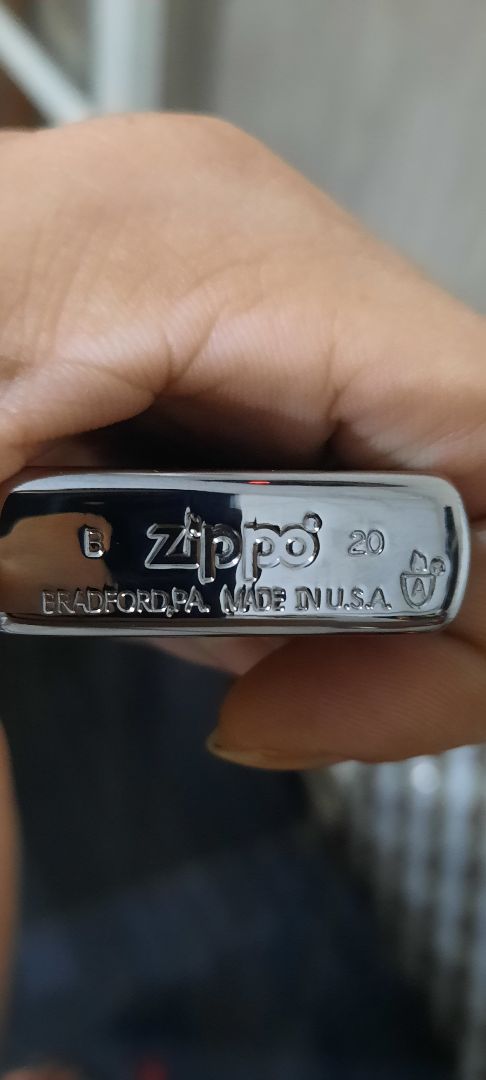 B zippo 20
BRADFORD,PA. MADE IN U.S.A. A